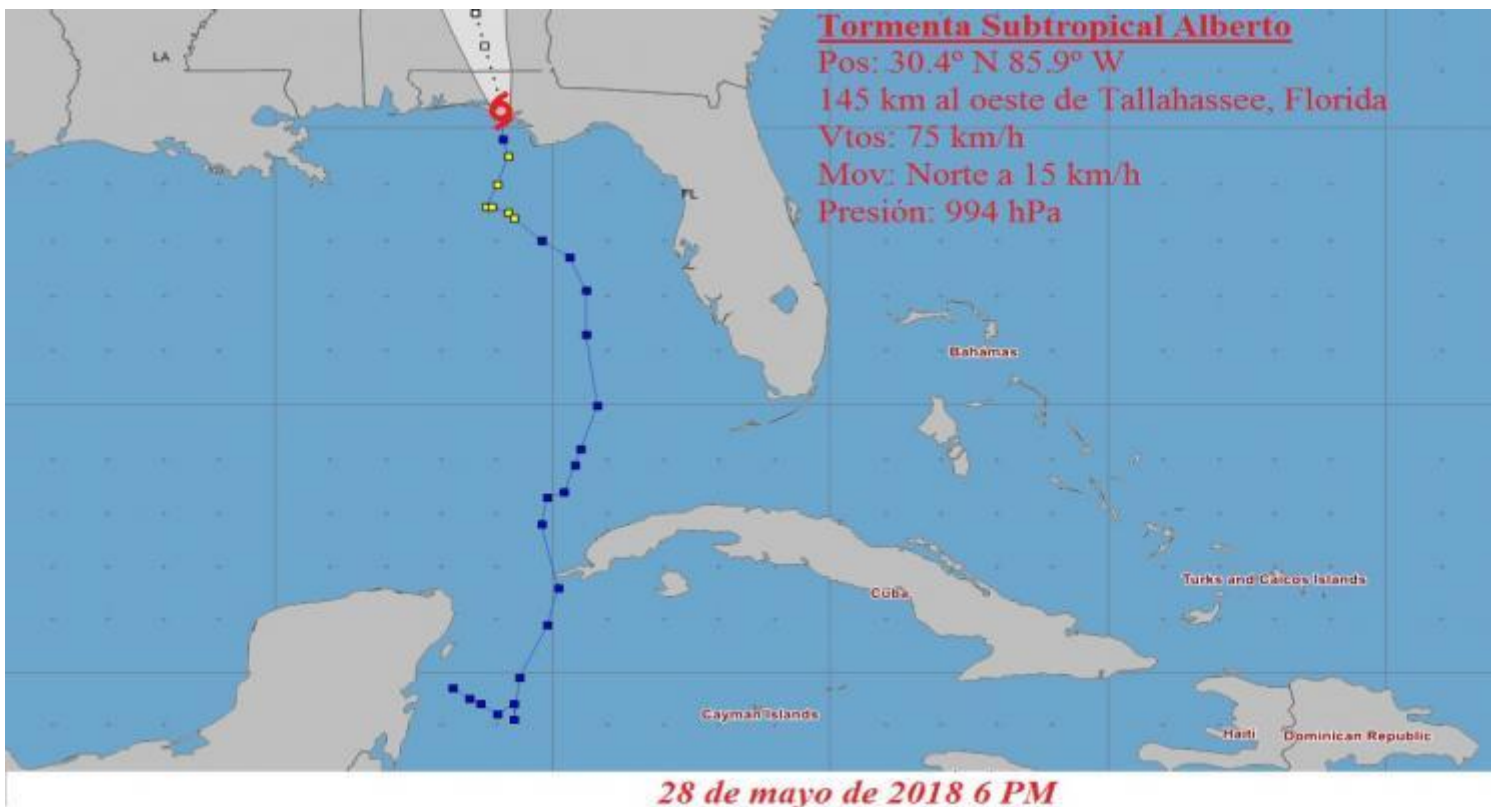 Tormenta Subtropical Alberto
Pos: 30.4º N 85.9º W
145 km al oeste de Tallahassee, Florida
Vtos: 75 km/h
Mov: Norte a 15 km/h
Presión: 994 hPa
LA
FL
Bahamas
Turks and Caicos Islands
Cuba
Cayman Islands
Haiti
Dominican Republic
28 de mayo de 2018 6 PM